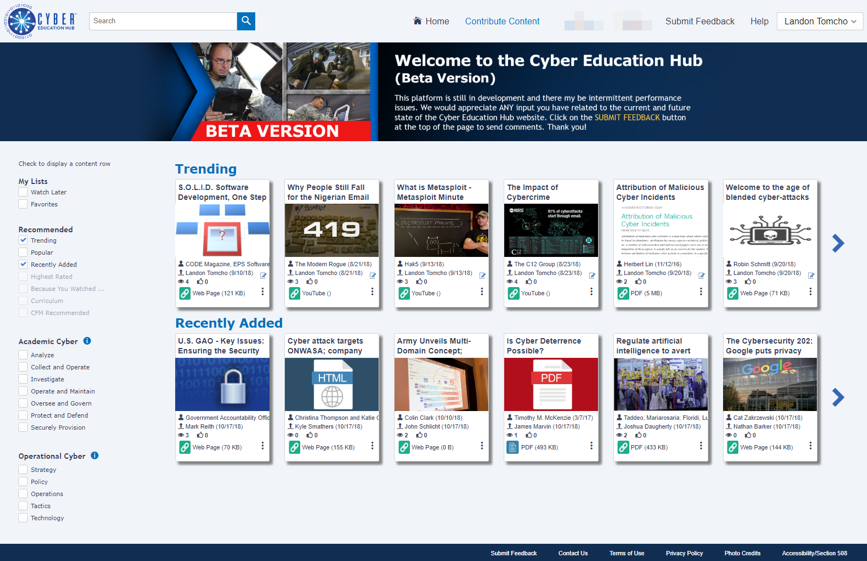 CYBER
EDUCATION HUB
Search
Home
Contribute Content
Submit Feedback
Help
Landon Tomcho
BETA VERSION
Welcome to the Cyber Education Hub
(Beta Version)
This platform is still in development and there my be intermittent performance
issues. We would appreciate ANY input you have related to the current and future
state of the Cyber Education Hub website. Click on the SUBMIT FEEDBACK button
at the top of the page to send comments. Thank you!
Check to display a content row
My Lists
Watch Later
Favorites
Recommended
Trending
Popular
Recently Added
Highest Rated
Because You Watched ...
Curriculum
CPM Recommended
Academic Cyber
Analyze
Collect and Operate
Investigate
Operate and Maintain
Oversee and Govern
Protect and Defend
Securely Provision
Operational Cyber
Strategy
Policy
Operations
Tactics
Technology
Trending
S.O.L.I.D. Software
Development, One Step
CODE Magazine, EPS Software
Landon Tomcho (9/10/18)
4 0
Web Page (121 KB)
Why People Still Fall
for the Nigerian Email
419
The Modern Rogue (8/21/18)
Landon Tomcho (8/21/18)
3 0
YouTube ()
What is Metasploit -
Metasploit Minute
Hak5 (9/13/18)
Landon Tomcho (9/13/18)
3 0
YouTube ()
The Impact of
Cybercrime
91% of cyberattacks
start through email.
The C12 Group (8/23/18)
Landon Tomcho (8/23/18)
4 0
YouTube ()
Attribution of Malicious
Cyber Incidents
Attribution of Malicious
Cyber Incidents
Herbert Lin (11/12/16)
Landon Tomcho (9/20/18)
2 0
PDF (5 MB)
Welcome to the age of
blended cyber-attacks
Robin Schmitt (9/20/18)
Landon Tomcho (9/20/18)
3 0
Web Page (71 KB)
Recently Added
U.S. GAO - Key Issues:
Ensuring the Security
Government Accountability Offic
Mark Reith (10/17/18)
0 0
Web Page (70 KB)
Cyber attack targets
ONWASA; company
HTML
Christina Thompson and Katie C
Kyle Smathers (10/17/18)
0 0
Web Page (155 KB)
Army Unveils Multi-
Domain Concept;
Colin Clark (10/10/18)
John Schlicht (10/17/18)
2 0
Web Page (0 B)
Is Cyber Deterrence
Possible?
PDF
Timothy M. McKenzie (3/7/17)
James Marvin (10/17/18)
1 0
PDF (493 KB)
Regulate artificial
intelligence to avert
Taddeo, Mariarosaria; Floridi, Lu
Joshua Daugherty (10/17/18)
2 0
PDF (433 KB)
The Cybersecurity 202:
Google puts privacy
Google
Cat Zakrzewski (10/17/18)
Nathan Barker (10/17/18)
0 0
Web Page (144 KB)
Submit Feedback
Contact Us
Terms of Use
Privacy Policy
Photo Credits
Accessibility/Section 508